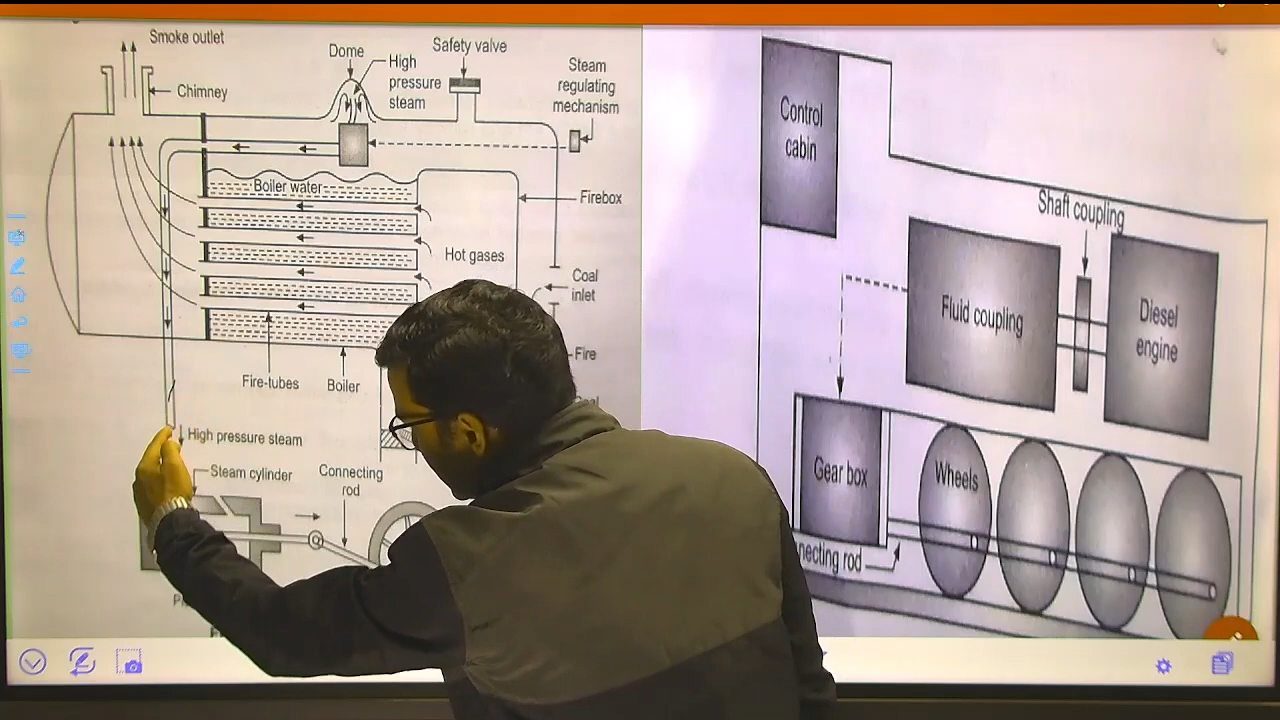 Smoke outlet
Chimney
Dome
High
pressure
steam
Safety valve
Steam
regulating
mechanism
Boiler water
Firebox
Hot gases
Coal
inlet
Fire
Fire-tubes
Boiler
High pressure steam
Steam cylinder
Connecting
rod
Control
cabin
Shaft coupling
Fluid coupling
Diesel
engine
Gear box
Wheels
rod